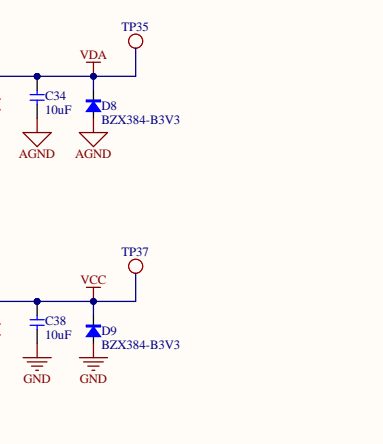 TP35
VDA
C34
10uF
D8
BZX384-B3V3
AGND
AGND
TP37
VCC
C38
10uF
D9
BZX384-B3V3
GND
GND